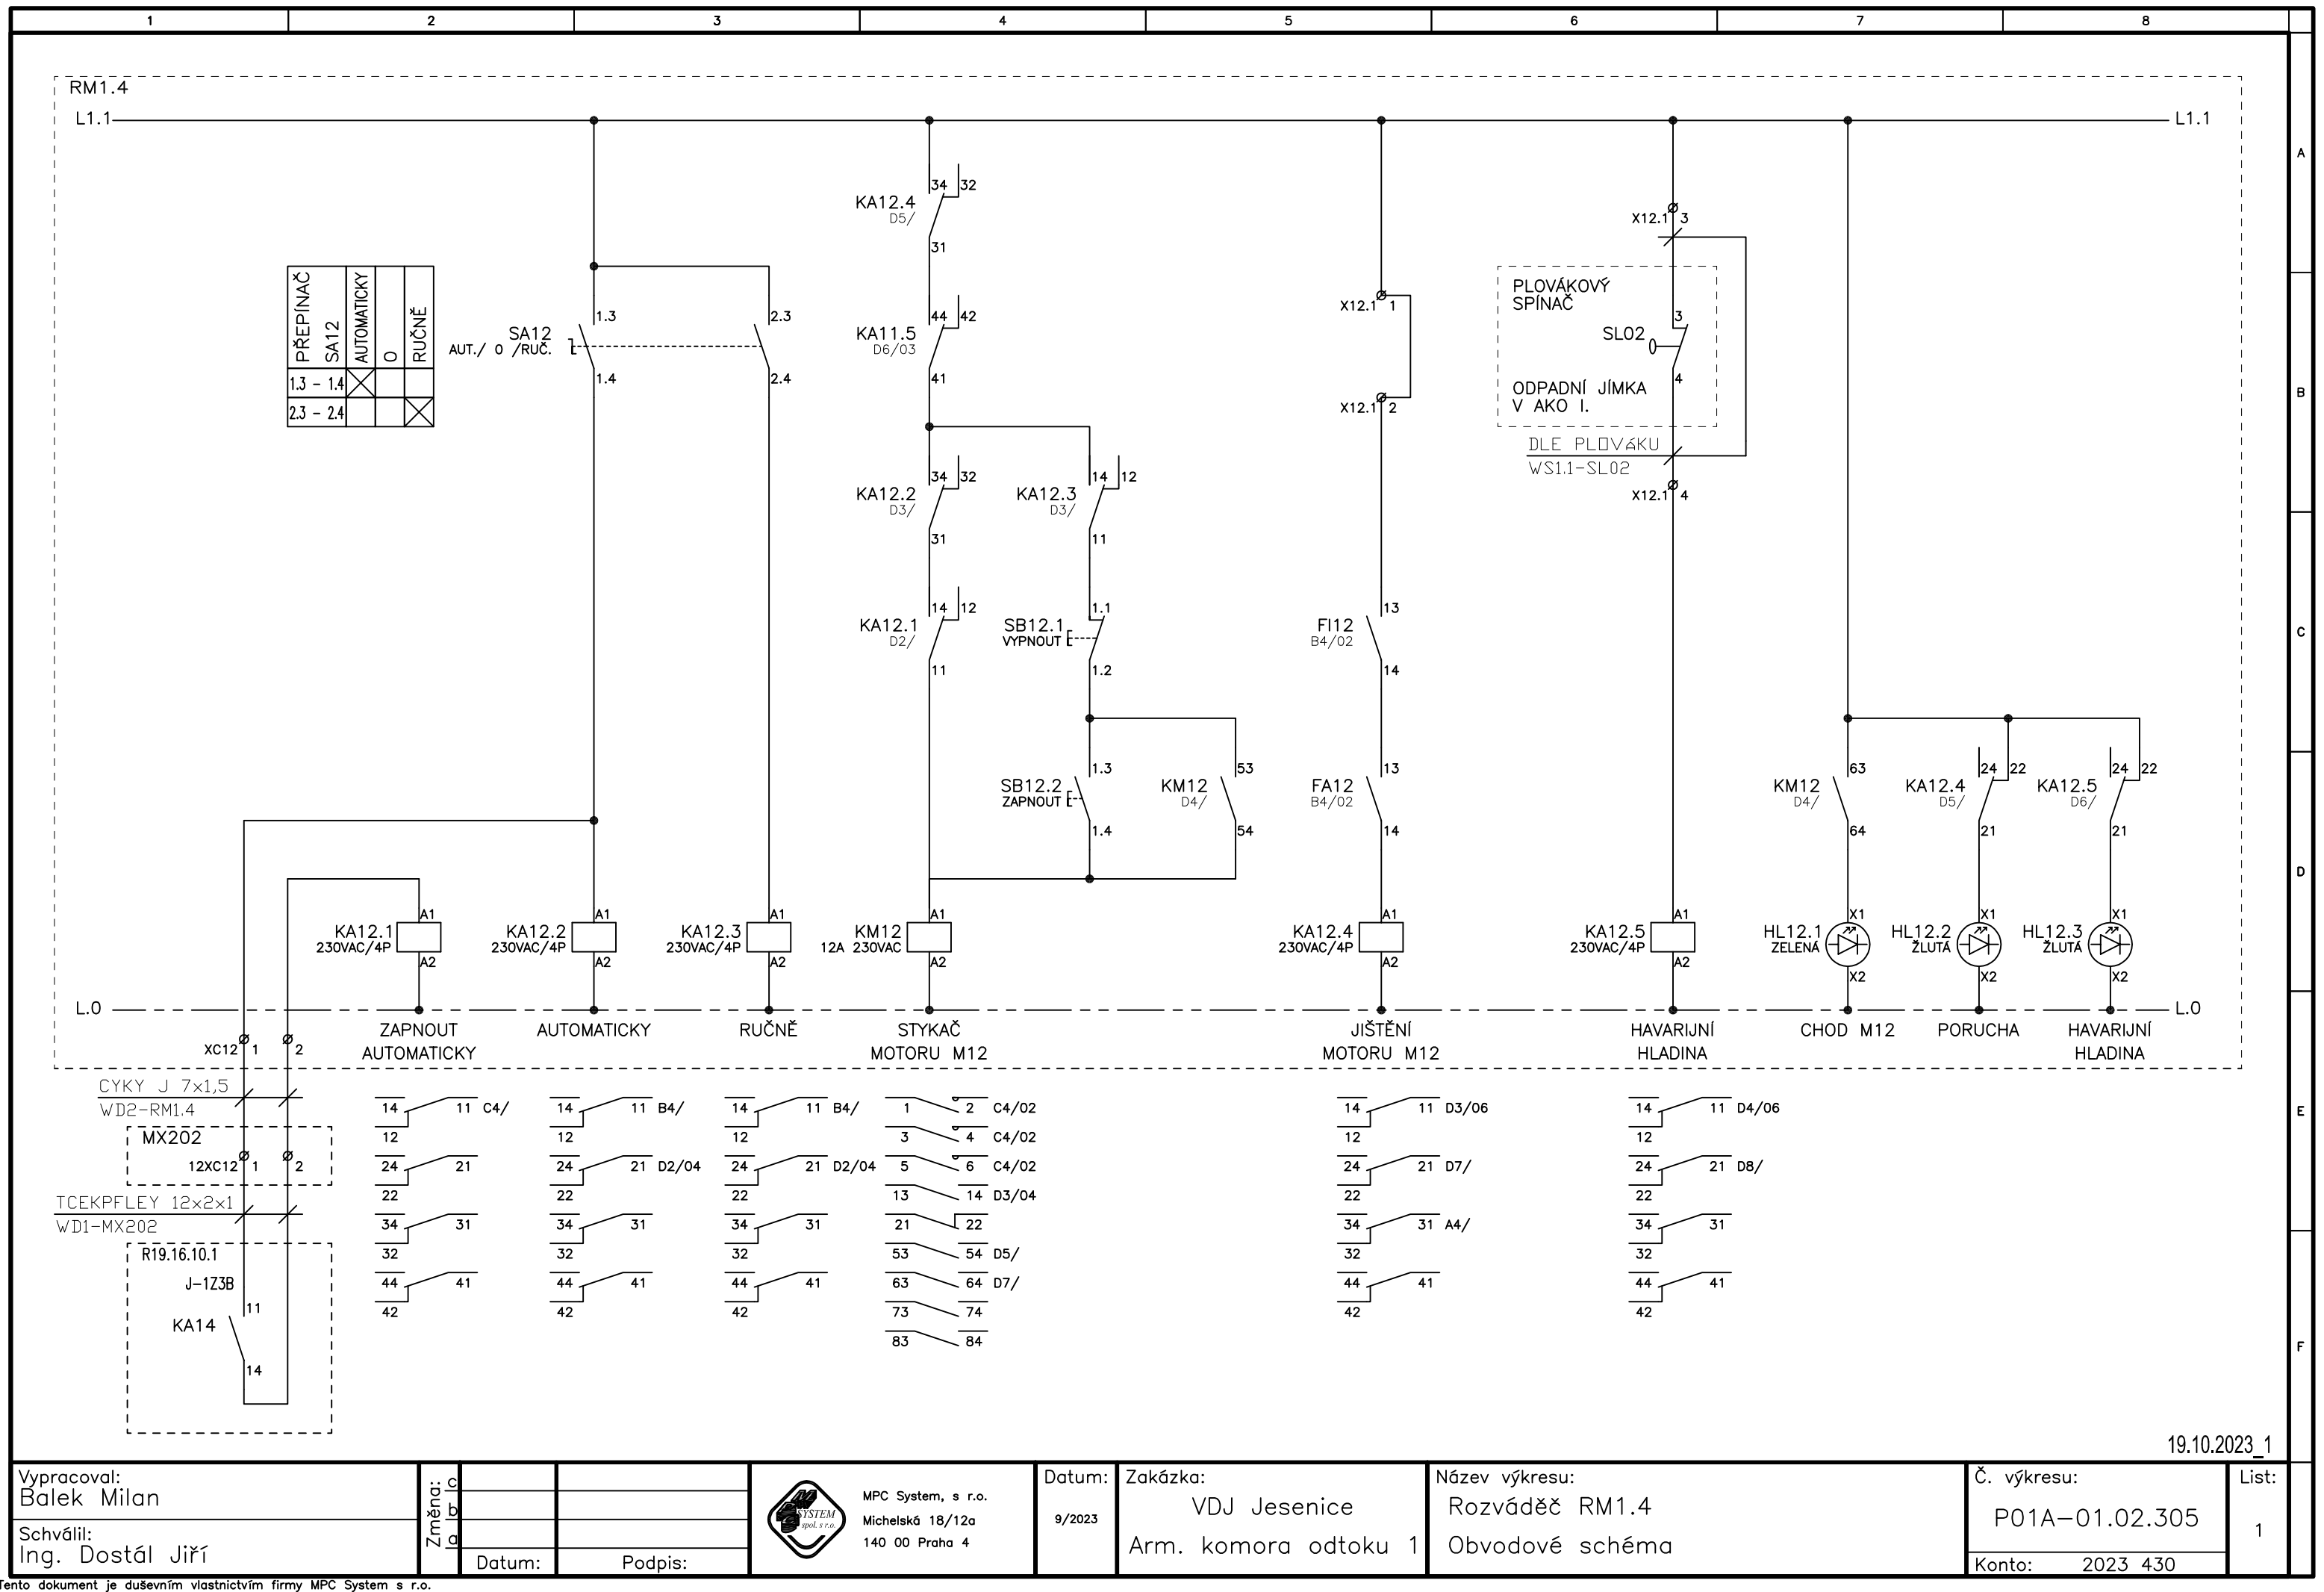 1 2 3 4 5 6 7 8
A
B
C
D
E
F
RM1.4
L1.1 L1.1
34 32
KA12.4
D5/
31
X12.1 3
PŘEPÍNAČ
SA12
AUTOMATICKY
0
RUČNĚ
1.3 - 1.4
2.3 - 2.4
SA12
AUT./ 0 /RUČ.
1.3
1.4
2.3
2.4
44 42
KA11.5
D6/03
41
X12.1 1
X12.1 2
PLOVÁKOVÝ
SPÍNAČ
3
SL02
4
ODPADNÍ JÍMKA
V AKO I.
DLE PLOVÁKU
WS1.1-SL02
X12.1 4
34 32
KA12.2
D3/
31
14 12
KA12.3
D3/
11
14 12
KA12.1
D2/
11
1.1
SB12.1
VYPNOUT
1.2
13
FI12
B4/02
14
1.3
SB12.2
ZAPNOUT
1.4
53
KM12
D4/
54
13
FA12
B4/02
14
63
KM12
D4/
64
24 22
KA12.4
D5/
21
24 22
KA12.5
D6/
21
A1
KA12.1
230VAC/4P
A2
A1
KA12.2
230VAC/4P
A2
A1
KA12.3
230VAC/4P
A2
A1
KM12
12A 230VAC
A2
A1
KA12.4
230VAC/4P
A2
A1
KA12.5
230VAC/4P
A2
X1
HL12.1
ZELENÁ
X2
X1
HL12.2
ŽLUTÁ
X2
X1
HL12.3
ŽLUTÁ
X2
L.0 L.0
ZAPNOUT
AUTOMATICKY
AUTOMATICKY
RUČNĚ
STYKAČ
MOTORU M12
JIŠTĚNÍ
MOTORU M12
HAVARIJNÍ
HLADINA
CHOD M12
PORUCHA
HAVARIJNÍ
HLADINA
XC12 1 2
CYKY J 7x1,5
WD2-RM1.4
MX202
12XC12 1 2
TCEKPFLEY 12x2x1
WD1-MX202
R19.16.10.1
J-1Z3B
11
KA14
14
14 11 C4/
12
24 21
22
34 31
32
44 41
42
14 11 B4/
12
24 21 D2/04
22
34 31
32
44 41
42
14 11 B4/
12
24 21 D2/04
22
34 31
32
44 41
42
1 2 C4/02
3 4 C4/02
5 6 C4/02
13 14 D3/04
21 22
53 54 D5/
63 64 D7/
73 74
83 84
14 11 D3/06
12
24 21 D7/
22
34 31 A4/
32
44 41
42
14 11 D4/06
12
24 21 D8/
22
34 31
32
44 41
42
19.10.2023_1
Vypracoval:
Balek Milan
Schválil:
Ing. Dostál Jiří
Změna:
c
b
a
Datum: Podpis:
SYSTEM
spol. s r.o.
MPC System, s r.o.
Michelská 18/12a
140 00 Praha 4
Datum:
9/2023
Zakázka:
VDJ Jesenice
Arm. komora odtoku 1
Název výkresu:
Rozváděč RM1.4
Obvodové schéma
Č. výkresu:
P01A-01.02.305
Konto: 2023 430
List:
1
Tento dokument je duševním vlastnictvím firmy MPC System s r.o.